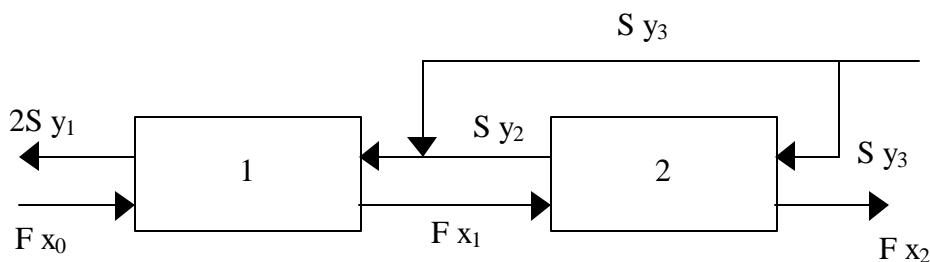 S y₃
2S y₁
S y₂
1
2
S y₃
F x₀
F x₁
F x₂